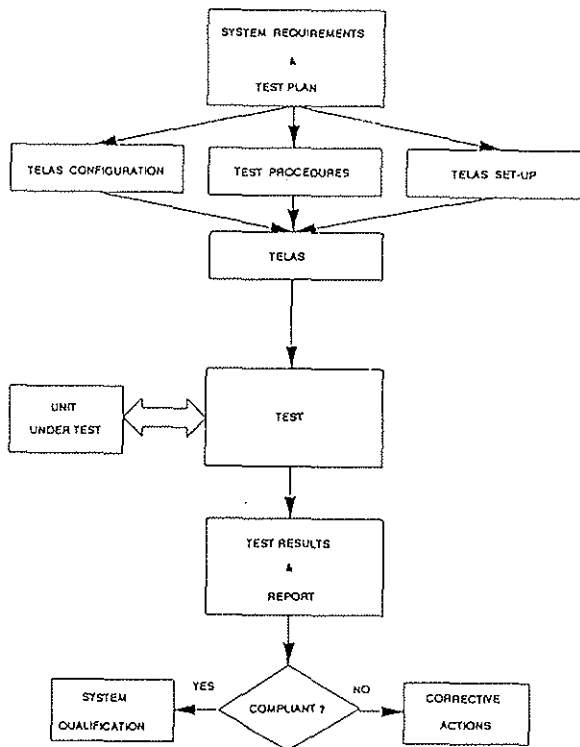 SYSTEM REQUIREMENTS
&
TEST PLAN
TELAS CONFIGURATION
TEST PROCEDURES
TELAS SET-UP
TELAS
UNIT
UNDER TEST
TEST
TEST RESULTS
&
REPORT
YES
COMPLIANT ?
NO
SYSTEM
QUALIFICATION
CORRECTIVE
ACTIONS